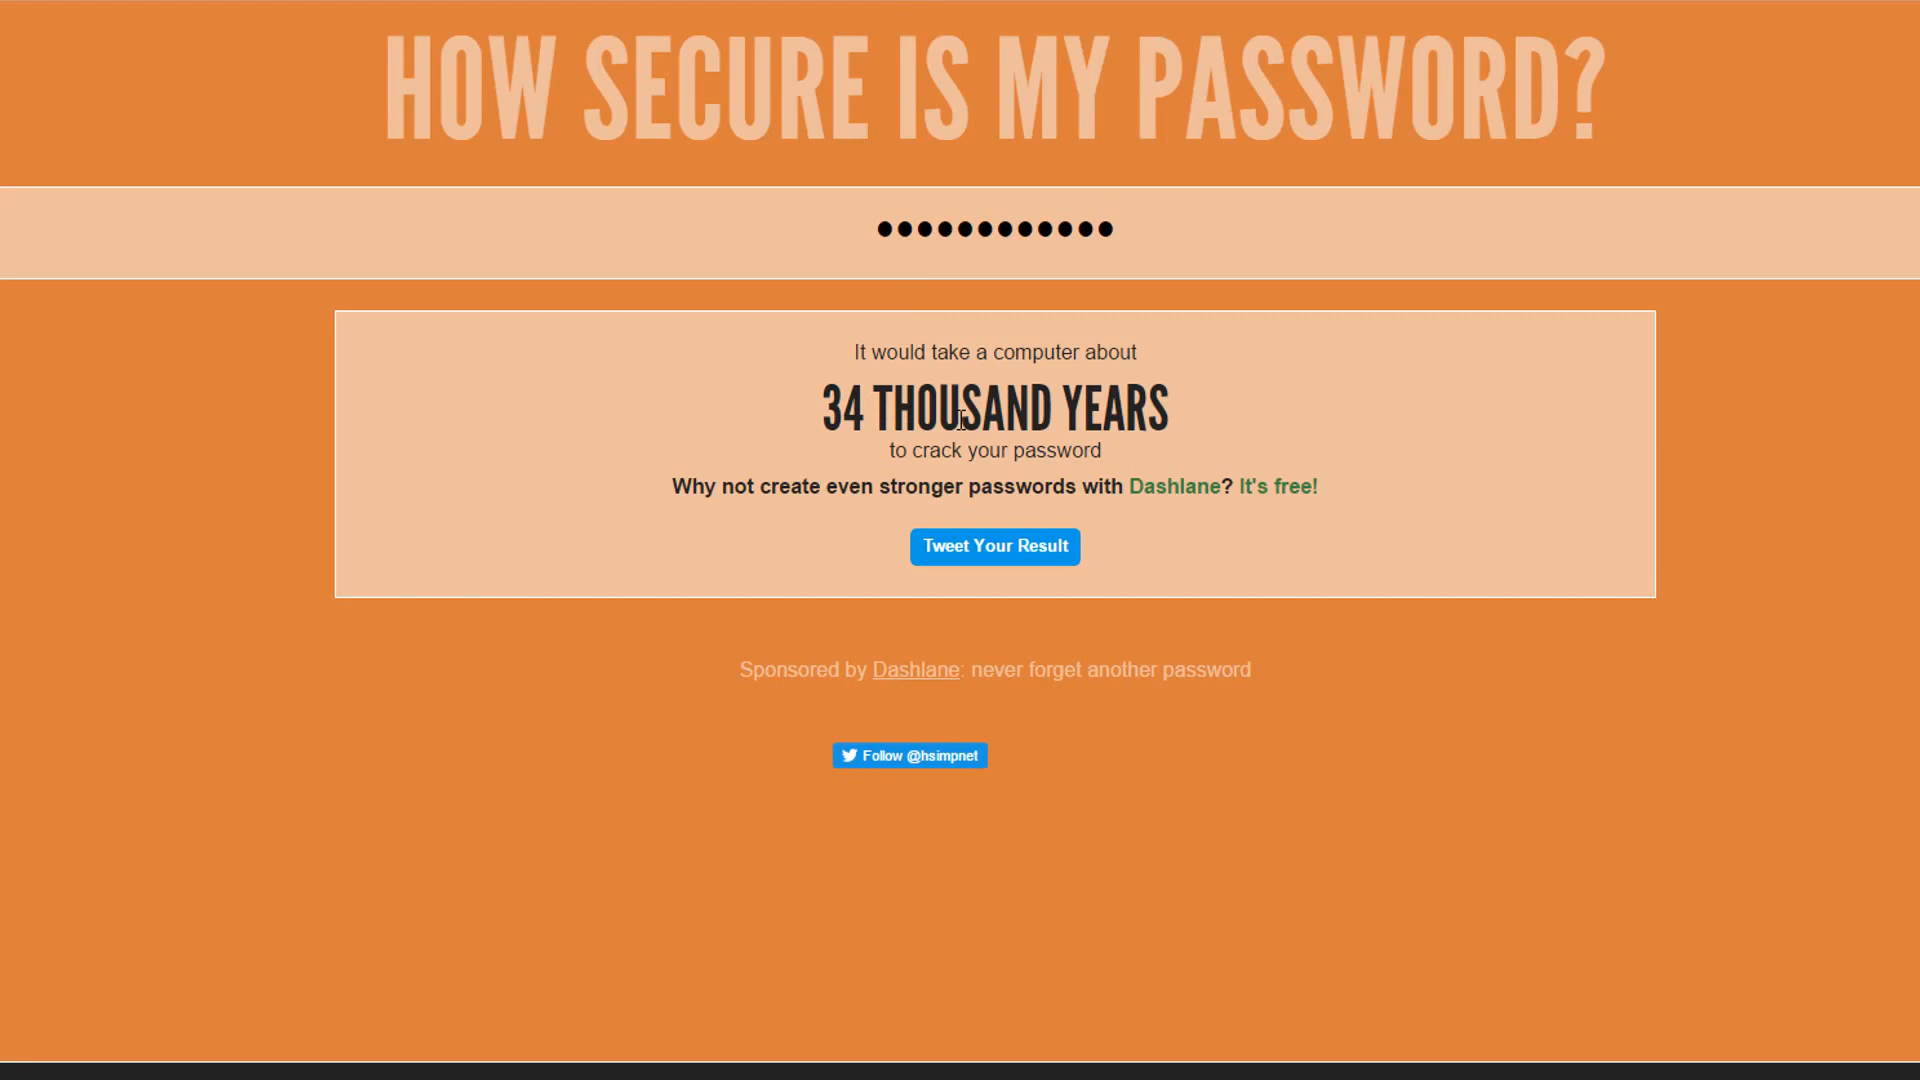 HOW SECURE IS MY PASSWORD?
••••••••••••
It would take a computer about
34 THOUSAND YEARS
to crack your password
Why not create even stronger passwords with Dashlane? It's free!
Tweet Your Result
Sponsored by Dashlane: never forget another password
Follow @hsimpnet